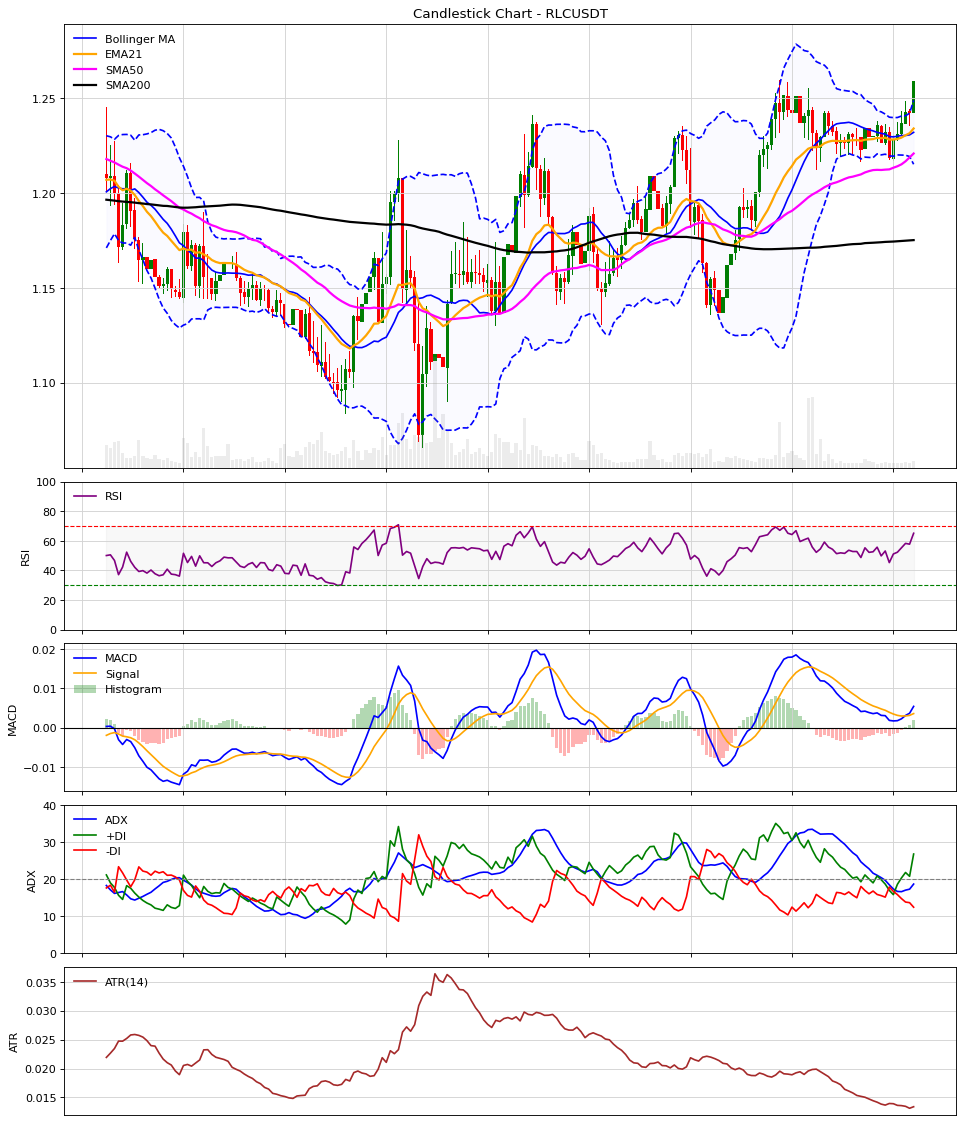 Candlestick Chart - RLCUSDT
Bollinger MA
EMA21
SMA50
SMA200
1.25
1.20
1.15
1.10
RSI
100
80
60
40
20
0
RSI
MACD
Signal
Histogram
0.02
0.01
0.00
−0.01
MACD
ADX
+DI
-DI
40
30
20
10
0
ADX
ATR(14)
0.035
0.030
0.025
0.020
0.015
ATR